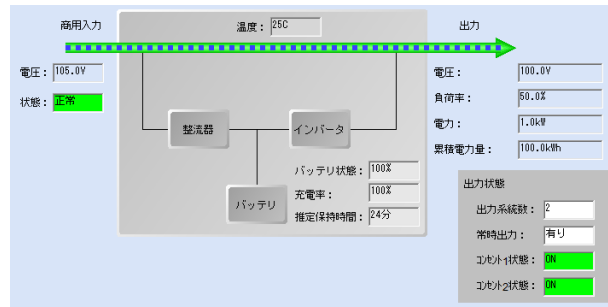 商用入力
温度： 25C
出力
電圧： 105.0V
状態： 正常
整流器
インバータ
バッテリ
バッテリ状態： 100%
充電率： 100%
推定保持時間： 24分
電圧： 100.0V
負荷率： 50.0%
電力： 1.0kW
累積電力量： 100.0kWh
出力状態
出力系統数： 2
常時出力： 有り
ｺﾝｾﾝﾄ1状態： ON
ｺﾝｾﾝﾄ2状態： ON